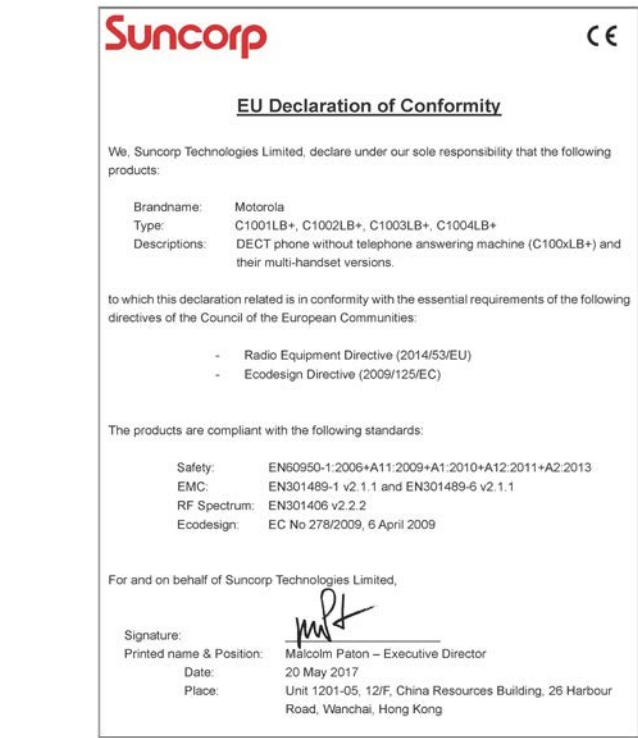 Suncorp
CE
EU Declaration of Conformity
We, Suncorp Technologies Limited, declare under our sole responsibility that the following
products:
Brandname: Motorola
Type: C1001LB+, C1002LB+, C1003LB+, C1004LB+
Descriptions: DECT phone without telephone answering machine (C100xLB+) and
their multi-handset versions.
to which this declaration related is in conformity with the essential requirements of the following
directives of the Council of the European Communities:
- Radio Equipment Directive (2014/53/EU)
- Ecodesign Directive (2009/125/EC)
The products are compliant with the following standards:
Safety: EN60950-1:2006+A11:2009+A1:2010+A12:2011+A2:2013
EMC: EN301489-1 v2.1.1 and EN301489-6 v2.1.1
RF Spectrum: EN301406 v2.2.2
Ecodesign: EC No 278/2009, 6 April 2009
For and on behalf of Suncorp Technologies Limited,
Signature:
Printed name & Position: Malcolm Paton – Executive Director
Date: 20 May 2017
Place: Unit 1201-05, 12/F, China Resources Building, 26 Harbour
Road, Wanchai, Hong Kong